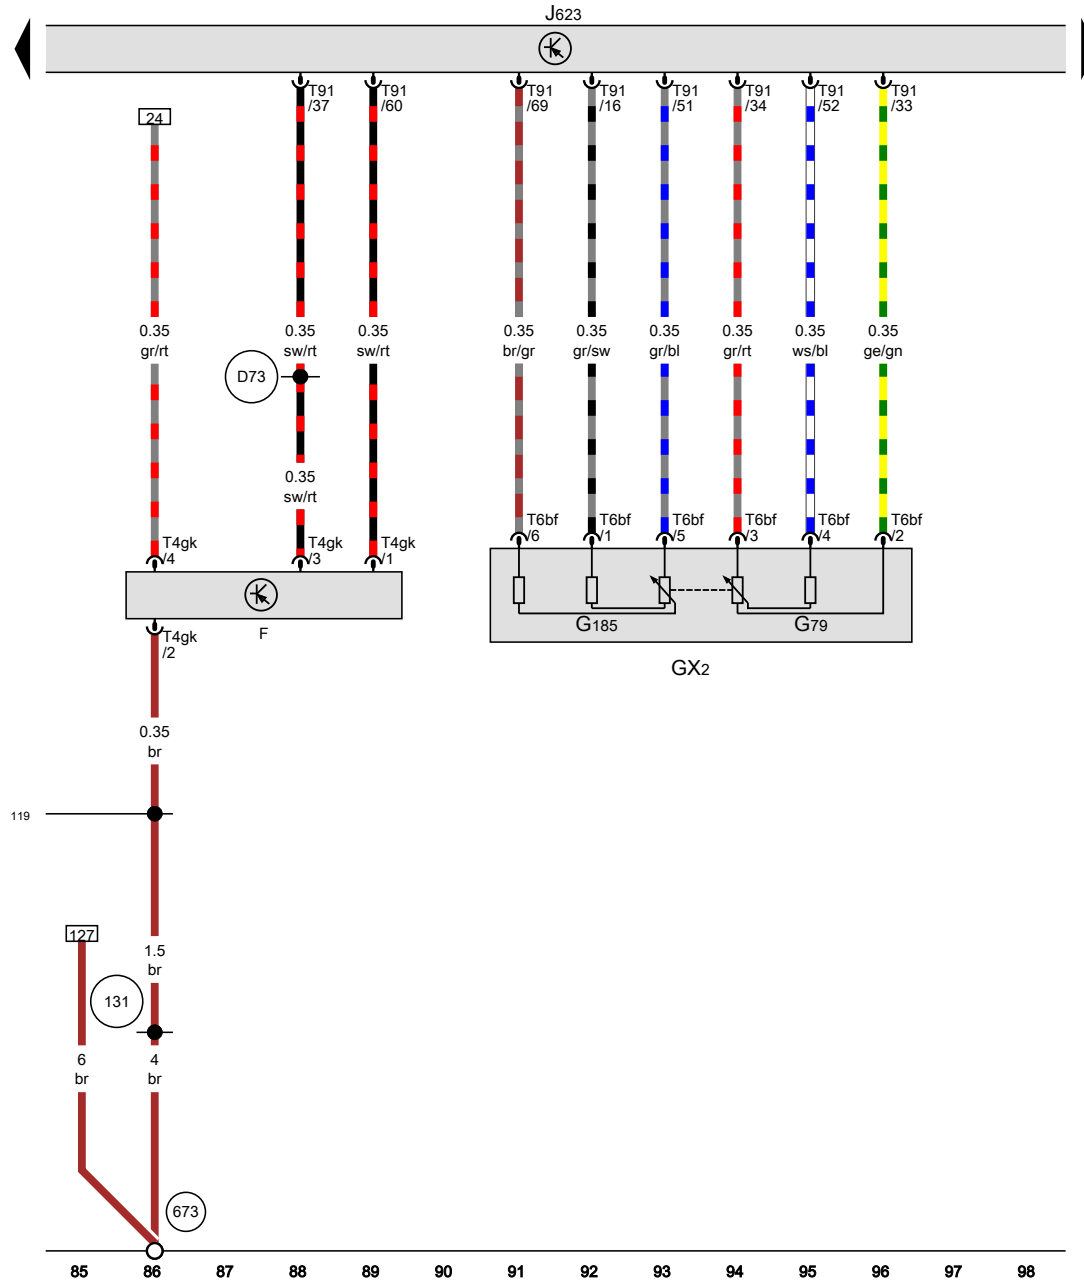 J623
T91 T91 T91 T91 T91 T91 T91 T91
/37 /60 /69 /16 /51 /34 /52 /33
24
0.35 0.35 0.35 0.35 0.35 0.35 0.35 0.35 0.35
gr/rt sw/rt sw/rt br/gr gr/sw gr/bl gr/rt ws/bl ge/gn
D73
0.35
sw/rt
T6bf T6bf T6bf T6bf T6bf T6bf
/6 /1 /5 /3 /4 /2
T4gk T4gk T4gk
/4 /3 /1
G185 G79
F
T4gk
/2
GX2
0.35
br
119
127
1.5
br
131
6 4
br br
673
85 86 87 88 89 90 91 92 93 94 95 96 97 98